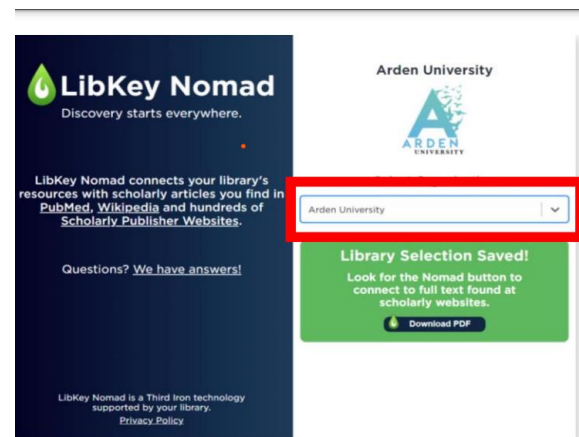 LibKey Nomad
Discovery starts everywhere.
LibKey Nomad connects your library's
resources with scholarly articles you find in
PubMed, Wikipedia and hundreds of
Scholarly Publisher Websites.
Questions? We have answers!
LibKey Nomad is a Third Iron technology
supported by your library.
Privacy Policy
Arden University
ARDEN
UNIVERSITY
Arden University
Library Selection Saved!
Look for the Nomad button to
connect to full text found at
scholarly websites.
Download PDF